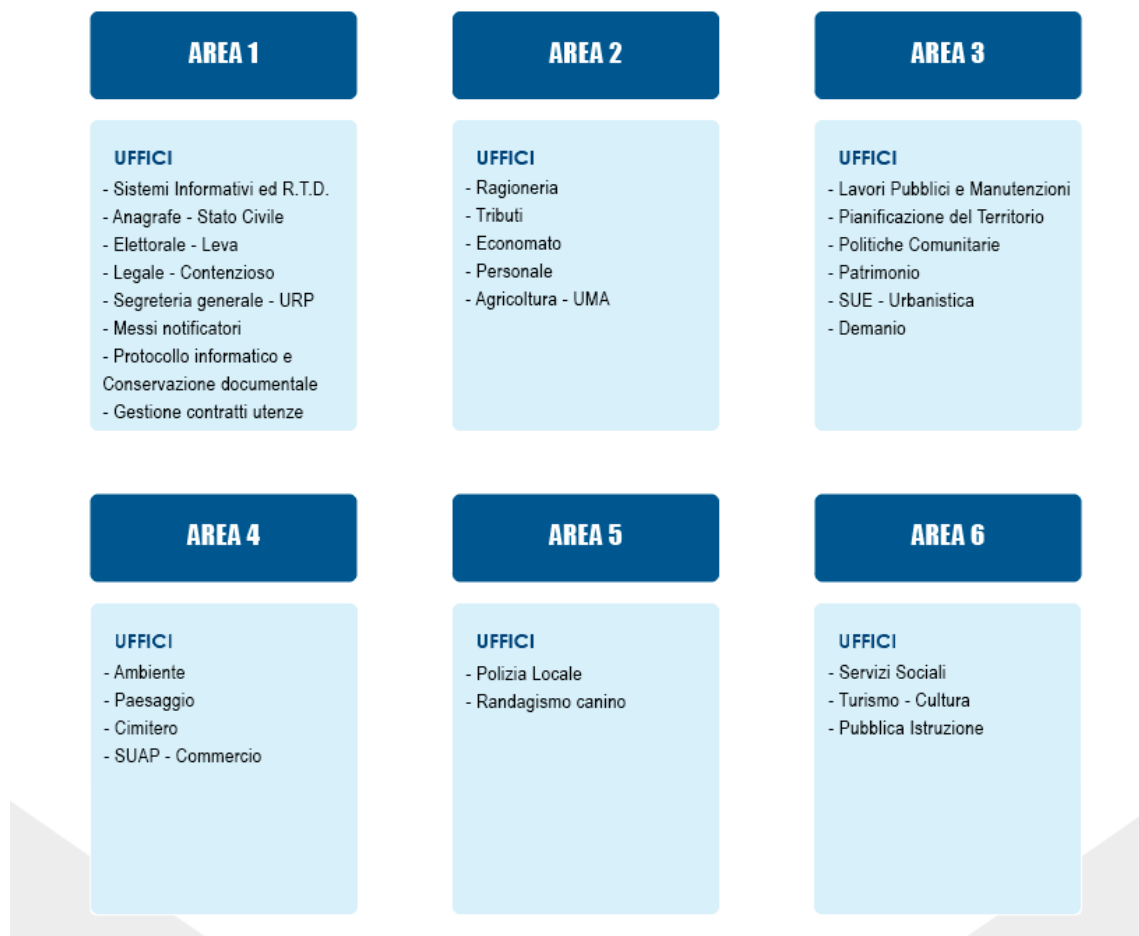 AREA 1
UFFICI
- Sistemi Informativi ed R.T.D.
- Anagrafe - Stato Civile
- Elettorale - Leva
- Legale - Contenzioso
- Segreteria generale - URP
- Messi notificatori
- Protocollo informatico e
Conservazione documentale
- Gestione contratti utenze
AREA 2
UFFICI
- Ragioneria
- Tributi
- Economato
- Personale
- Agricoltura - UMA
AREA 3
UFFICI
- Lavori Pubblici e Manutenzioni
- Pianificazione del Territorio
- Politiche Comunitarie
- Patrimonio
- SUE - Urbanistica
- Demanio
AREA 4
UFFICI
- Ambiente
- Paesaggio
- Cimitero
- SUAP - Commercio
AREA 5
UFFICI
- Polizia Locale
- Randagismo canino
AREA 6
UFFICI
- Servizi Sociali
- Turismo - Cultura
- Pubblica Istruzione